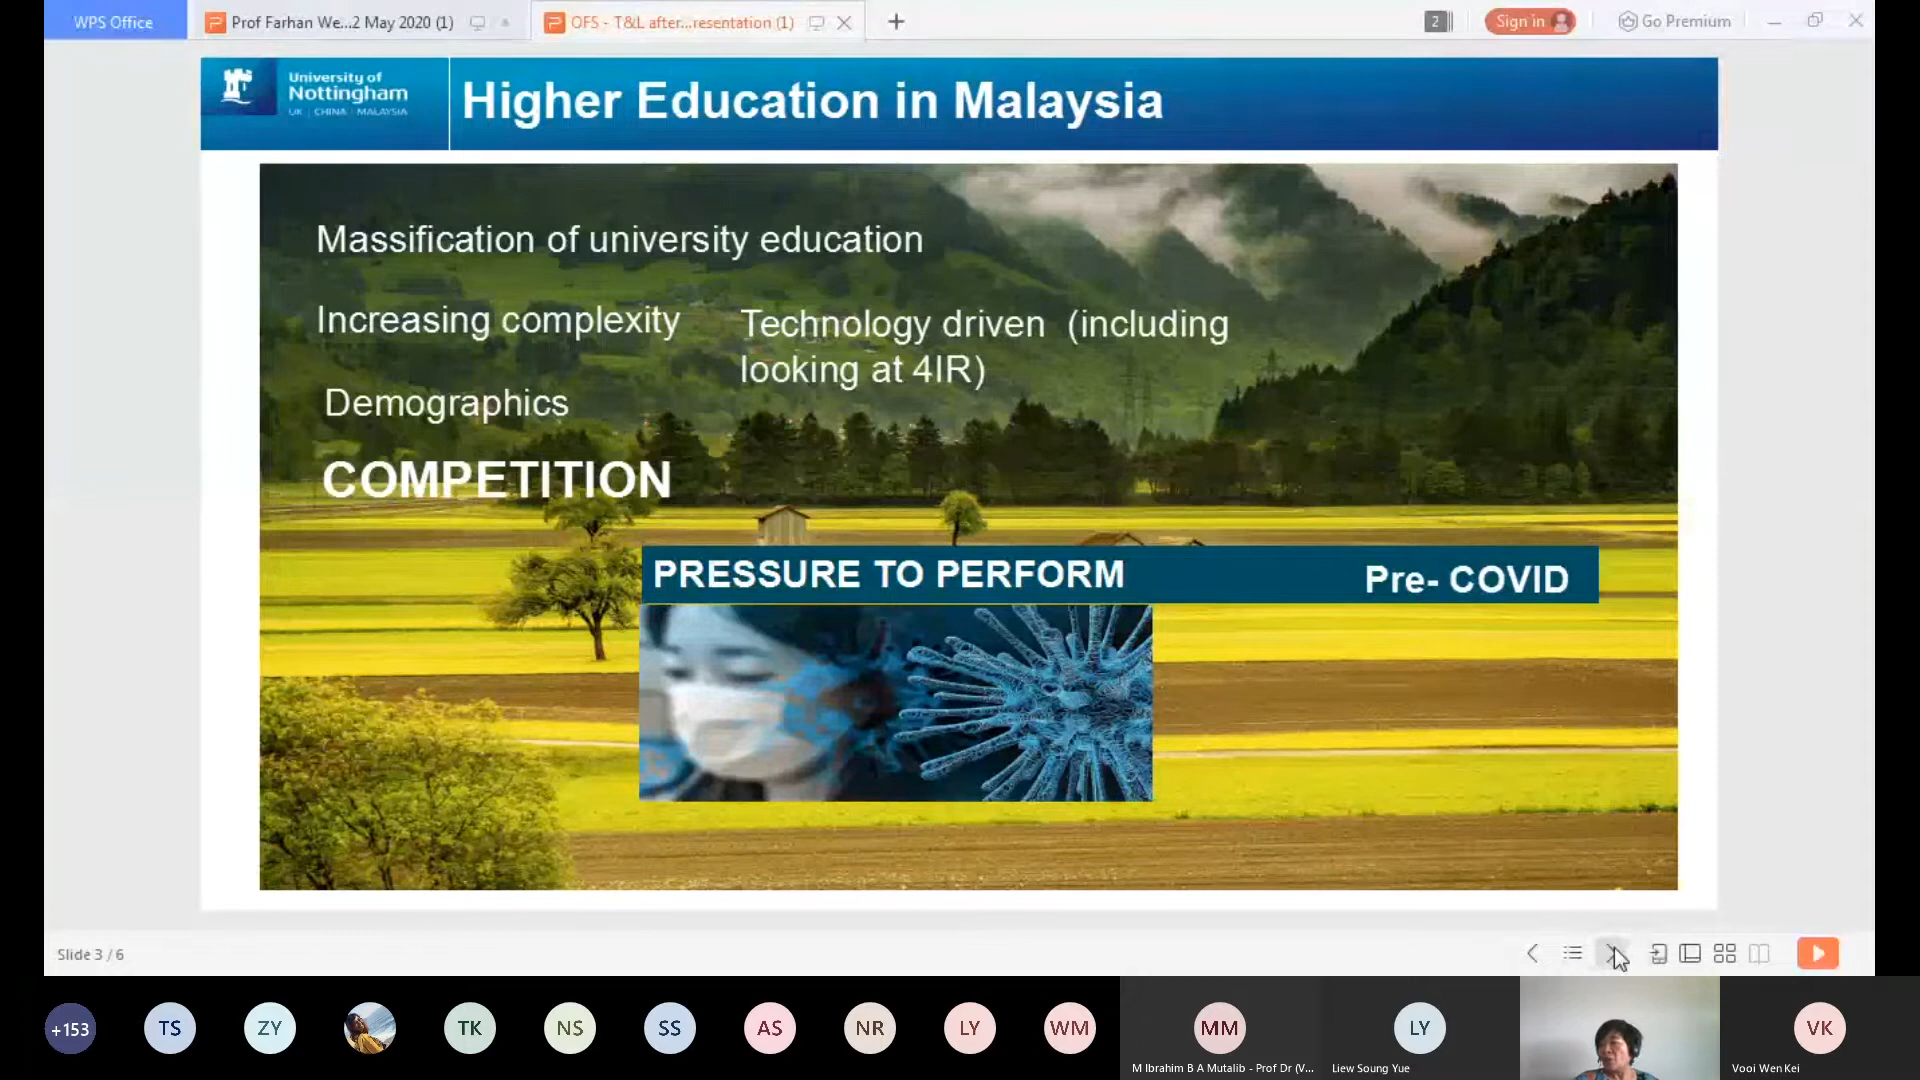 WPS Office
Prof Farhan We...2 May 2020 (1)
OFS - T&L after...resentation (1)
2
Sign in
Go Premium
University of
Nottingham
UK | CHINA | MALAYSIA
Higher Education in Malaysia
Massification of university education
Increasing complexity
Technology driven (including
looking at 4IR)
Demographics
COMPETITION
PRESSURE TO PERFORM
Pre- COVID
Slide 3 / 6
+153
TS
ZY
TK
NS
SS
AS
NR
LY
WM
MM
LY
VK
M Ibrahim B A Mutalib - Prof Dr (V...
Liew Soung Yue
Vooi Wen Kei